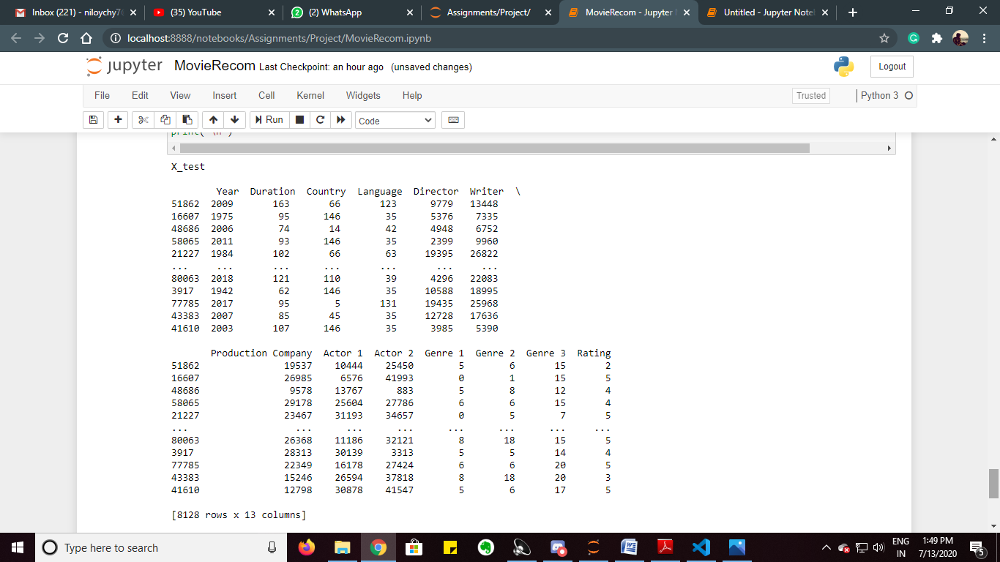 Inbox (221) - niloychy7 (35) YouTube (2) WhatsApp Assignments/Project/ MovieRecom - Jupyter Untitled - Jupyter Note
localhost:8888/notebooks/Assignments/Project/MovieRecom.ipynb
jupyter MovieRecom Last Checkpoint: an hour ago (unsaved changes) Logout
File Edit View Insert Cell Kernel Widgets Help Trusted Python 3
Run Code
X_test
Year Duration Country Language Director Writer \
51862 2009 163 66 123 9779 13448
16607 1975 95 146 35 5376 7335
48686 2006 74 14 42 4948 6752
58065 2011 93 146 35 2399 9960
21227 1984 102 66 63 19395 26822
... ... ... ... ... ... ...
80063 2018 121 110 39 4296 22083
3917 1942 62 146 35 10588 18995
77785 2017 95 5 131 19435 25968
43383 2007 85 45 35 12728 17636
41610 2003 107 146 35 3985 5390
Production Company Actor 1 Actor 2 Genre 1 Genre 2 Genre 3 Rating
51862 19537 10444 25450 5 6 15 2
16607 26985 6576 41993 0 1 15 5
48686 9578 13767 883 5 8 12 4
58065 29178 25604 27786 6 6 15 4
21227 23467 31193 34657 0 5 7 5
... ... ... ... ... ... ... ...
80063 26368 11186 32121 8 18 15 5
3917 28313 30139 3313 5 5 14 4
77785 22349 16178 27424 6 6 20 5
43383 15246 26594 37818 8 18 20 3
41610 12798 30878 41547 5 6 17 5
[8128 rows x 13 columns]
Type here to search ENG IN 1:49 PM 7/13/2020 5